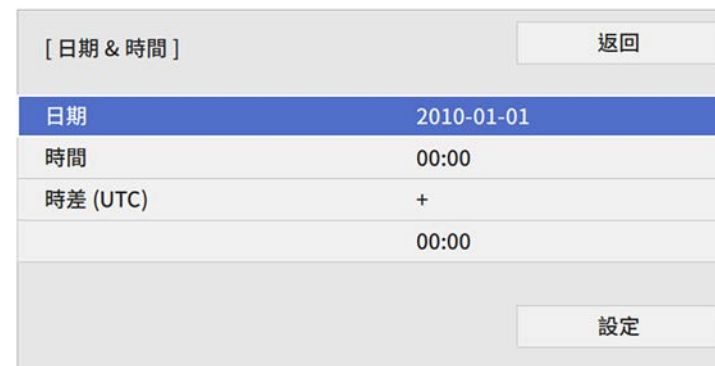 [ 日期 & 時間 ] 返回
日期 2010-01-01
時間 00:00
時差 (UTC) +
00:00
設定